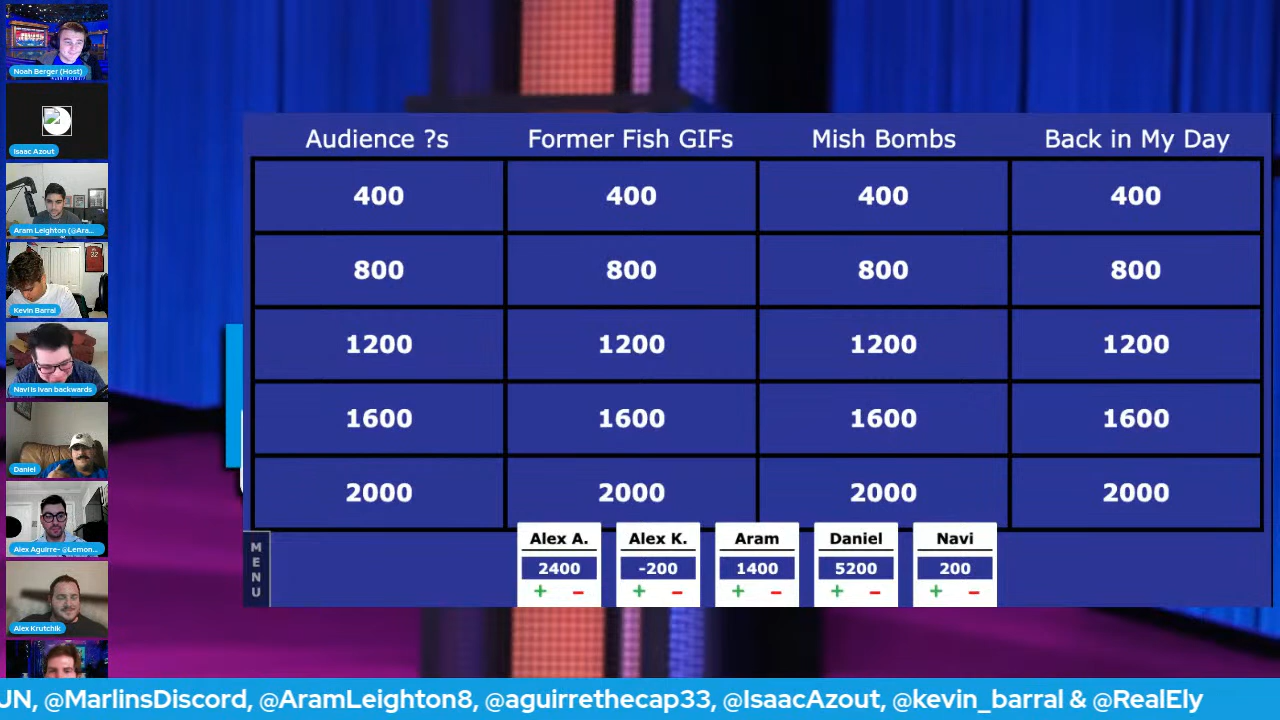 Noah Berger (Host)
Isaac Azout
Aram Leighton (@Ara...
Kevin Barral
Navi is Ivan backwards
Daniel
Alex Aguirre- @Lemon...
Alex Krutchik
Audience ?s Former Fish GIFs Mish Bombs Back in My Day
400 400 400 400
800 800 800 800
1200 1200 1200 1200
1600 1600 1600 1600
2000 2000 2000 2000
MENU
Alex A. Alex K. Aram Daniel Navi
2400 -200 1400 5200 200
+ − + − + − + − + −
UN, @MarlinsDiscord, @AramLeighton8, @aguirrethecap33, @IsaacAzout, @kevin_barral & @RealEly